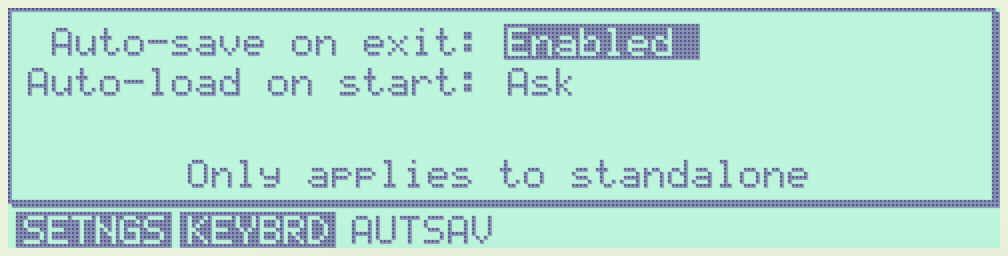 Auto-save on exit: Enabled
Auto-load on start: Ask
Only applies to standalone
SETNGS KEYBRD AUTSAV